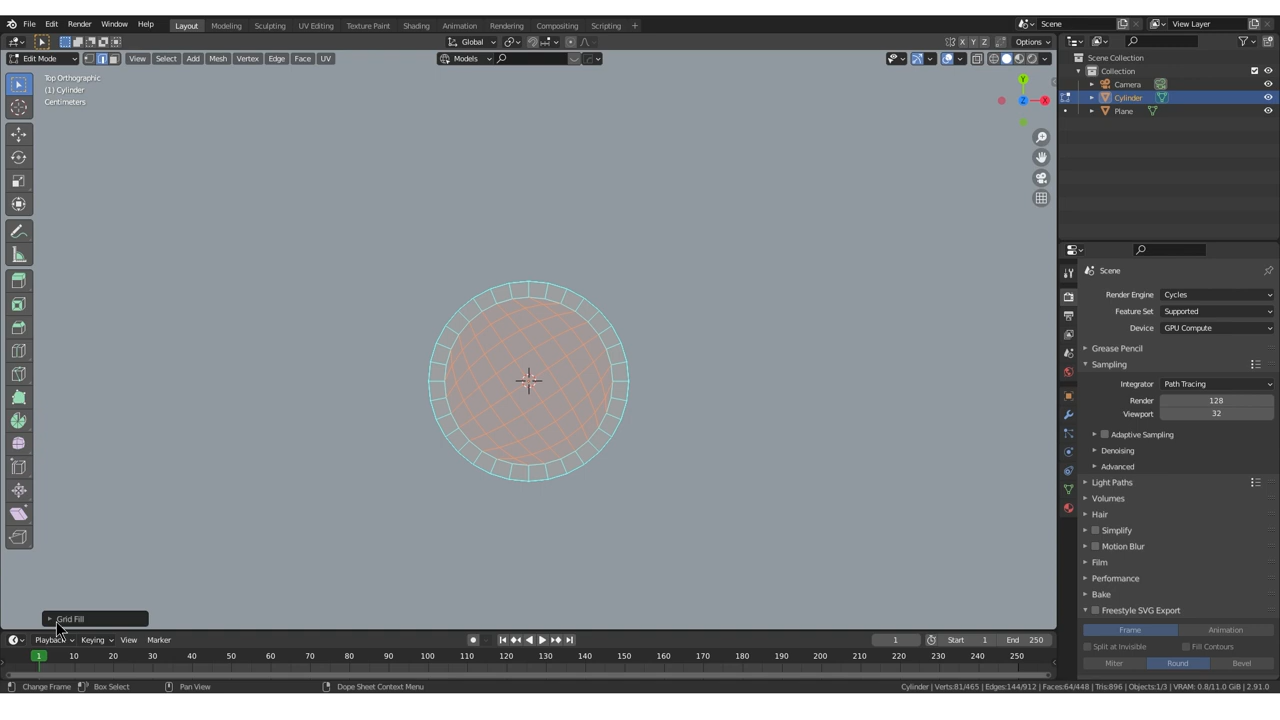 File Edit Render Window Help Layout Modeling Sculpting UV Editing Texture Paint Shading Animation Rendering Compositing Scripting + Scene View Layer
Global X Y Z Options
Edit Mode View Select Add Mesh Vertex Edge Face UV Models
Top Orthographic
(1) Cylinder
Centimeters
Y
Z
X
Scene Collection
Collection
Camera
Cylinder
Plane
Scene
Render Engine Cycles
Feature Set Supported
Device GPU Compute
Grease Pencil
Sampling
Integrator Path Tracing
Render 128
Viewport 32
Adaptive Sampling
Denoising
Advanced
Light Paths
Volumes
Hair
Simplify
Motion Blur
Film
Performance
Bake
Freestyle SVG Export
Frame Animation
Split at Invisible Fill Contours
Miter Round Bevel
Grid Fill
Playback Keying View Marker 1 Start 1 End 250
1 10 20 30 40 50 60 70 80 90 100 110 120 130 140 150 160 170 180 190 200 210 220 230 240 250
Change Frame Box Select Pan View Dope Sheet Context Menu Cylinder | Verts:81/465 | Edges:144/912 | Faces:64/448 | Tris:896 | Objects:1/3 | VRAM: 0.8/11.0 GiB | 2.91.0